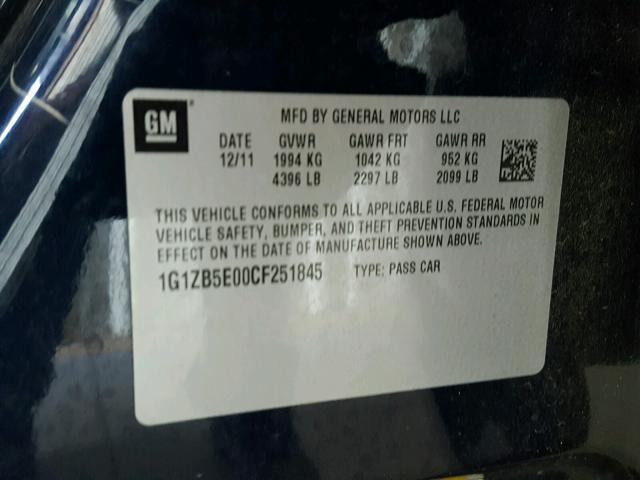 GM
MFD BY GENERAL MOTORS LLC
DATE GVWR GAWR FRT GAWR RR
12/11 1994 KG 1042 KG 952 KG
4396 LB 2297 LB 2099 LB
THIS VEHICLE CONFORMS TO ALL APPLICABLE U.S. FEDERAL MOTOR
VEHICLE SAFETY, BUMPER, AND THEFT PREVENTION STANDARDS IN
EFFECT ON THE DATE OF MANUFACTURE SHOWN ABOVE.
1G1ZB5E00CF251845 TYPE: PASS CAR